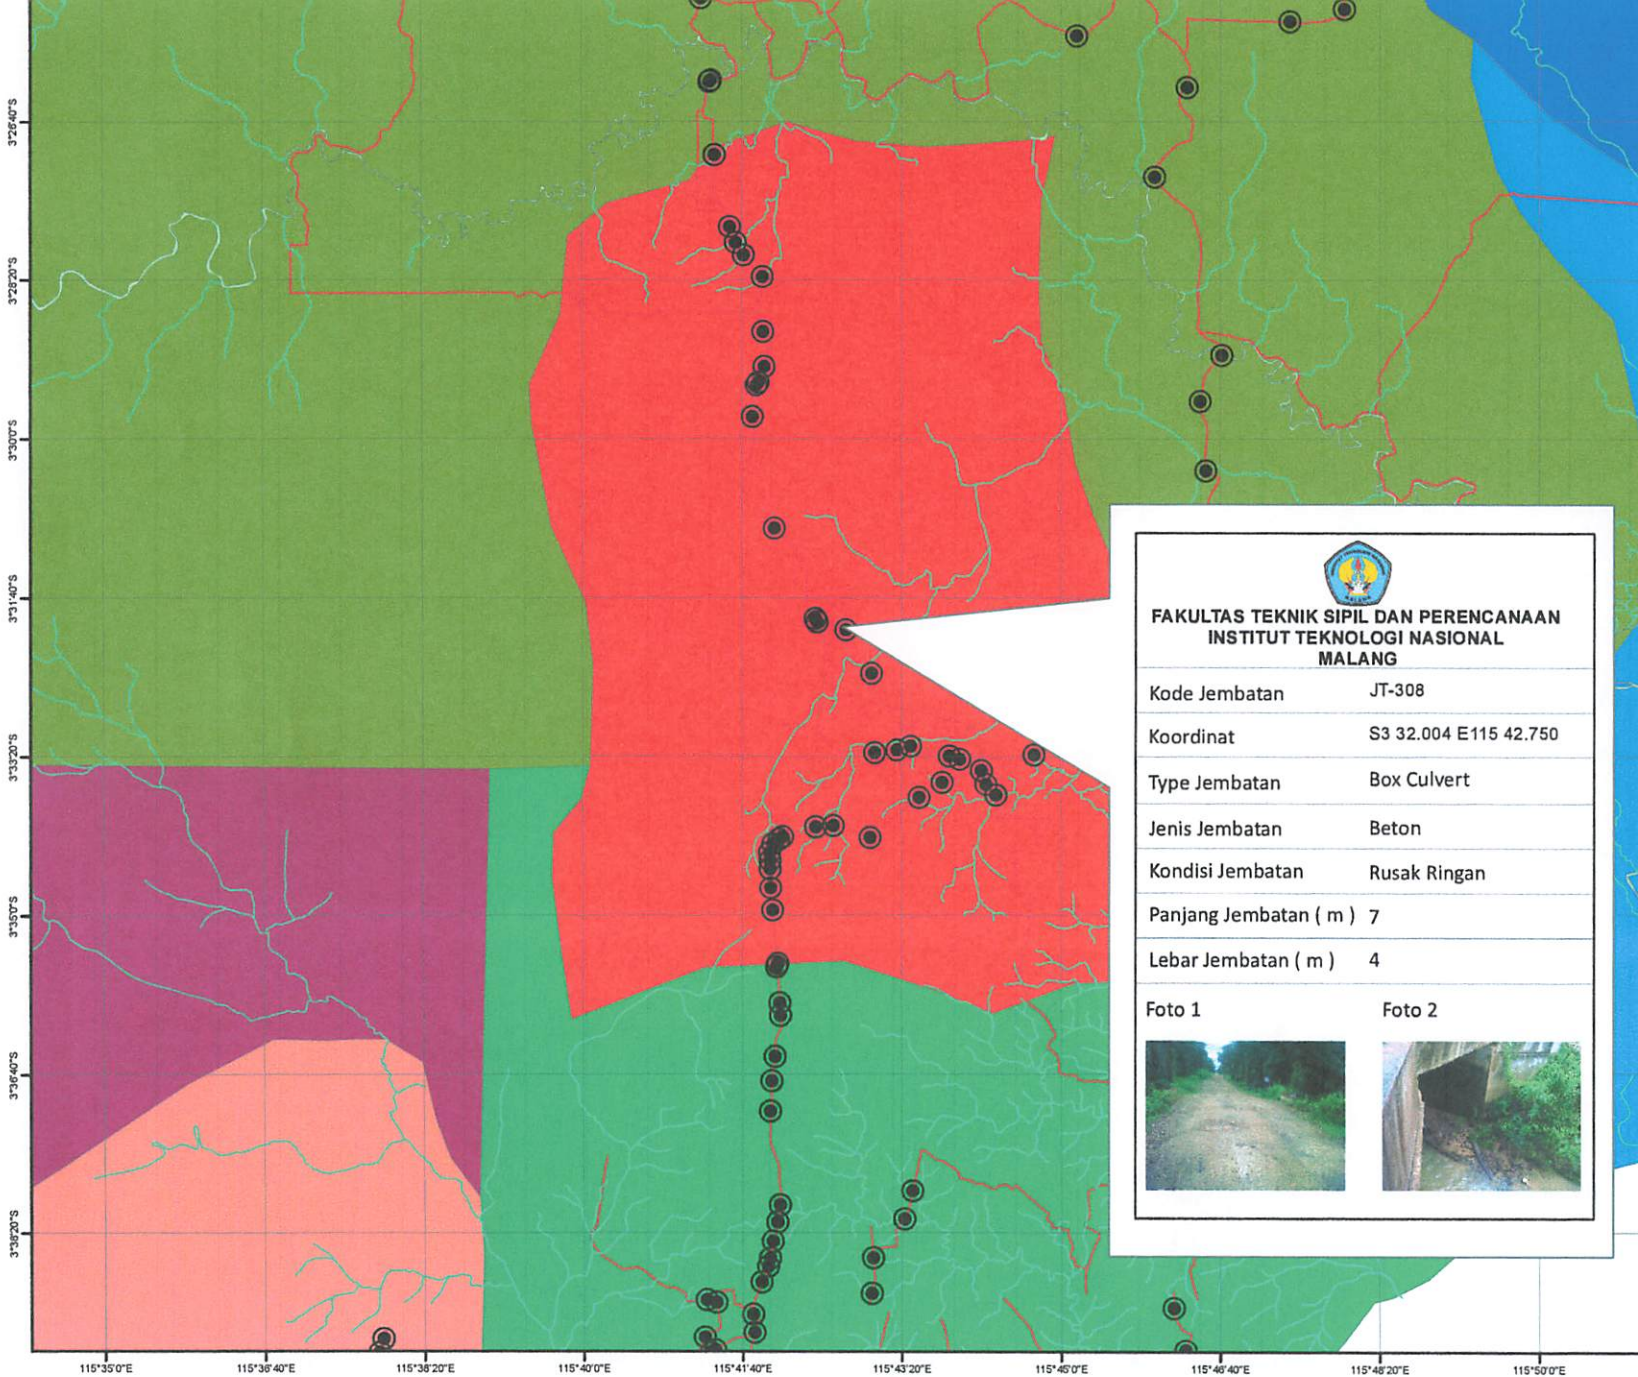 3°26'40"S
3°28'20"S
3°30'0"S
3°31'40"S
3°33'20"S
3°35'0"S
3°36'40"S
3°38'20"S
FAKULTAS TEKNIK SIPIL DAN PERENCANAAN
INSTITUT TEKNOLOGI NASIONAL
MALANG
Kode Jembatan JT-308
Koordinat S3 32.004 E115 42.750
Type Jembatan Box Culvert
Jenis Jembatan Beton
Kondisi Jembatan Rusak Ringan
Panjang Jembatan ( m ) 7
Lebar Jembatan ( m ) 4
Foto 1 Foto 2
115°35'0"E 115°36'40"E 115°38'20"E 115°40'0"E 115°41'40"E 115°43'20"E 115°45'0"E 115°46'40"E 115°48'20"E 115°50'0"E